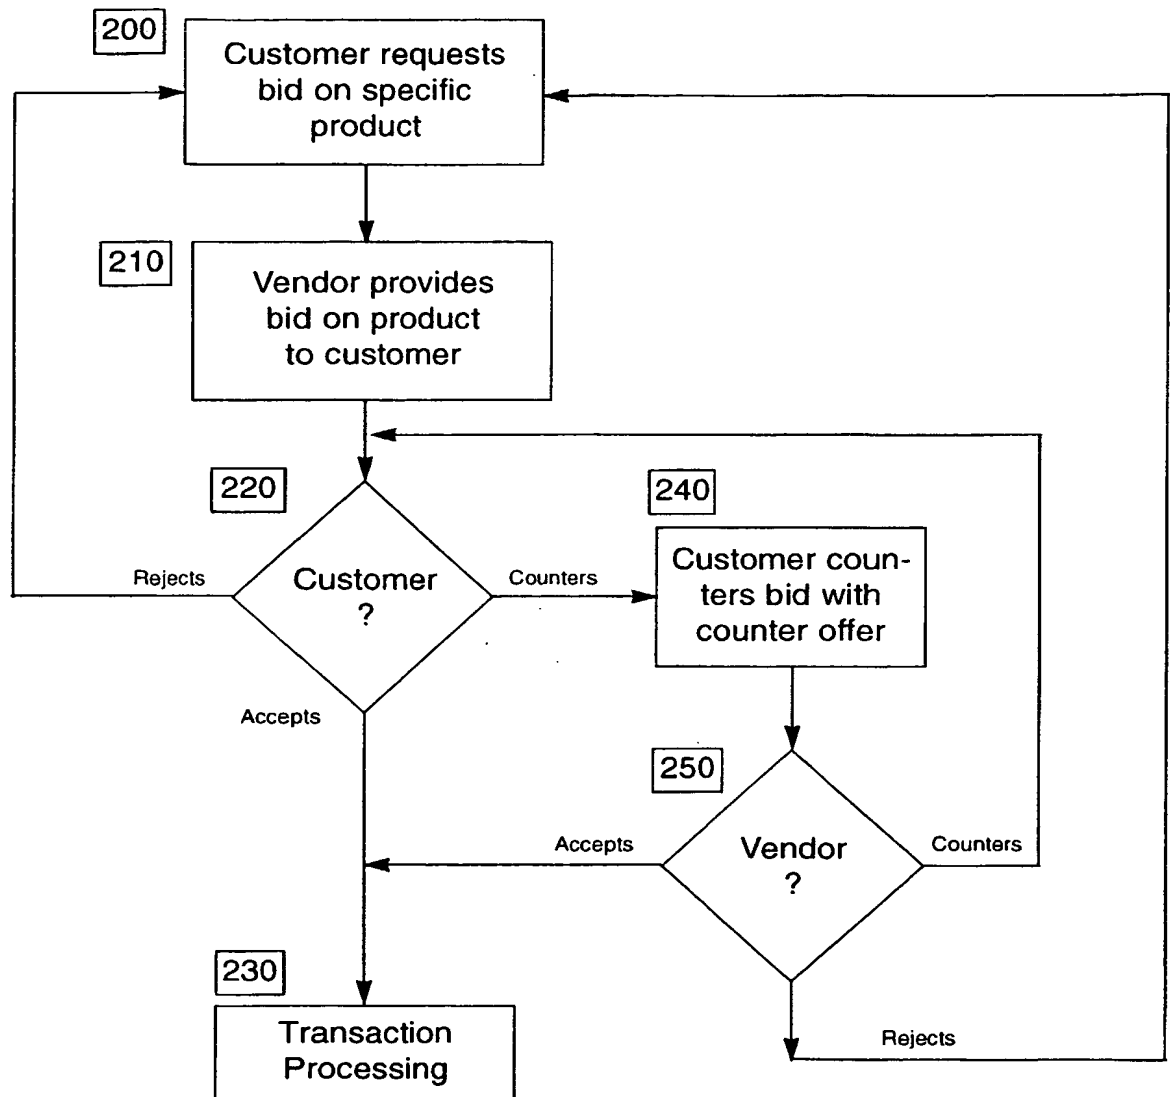 200
Customer requests
bid on specific
product
210
Vendor provides
bid on product
to customer
220
240
Rejects
Customer
?
Counters
Customer coun-
ters bid with
counter offer
Accepts
250
Accepts
Vendor
?
Counters
230
Transaction
Processing
Rejects